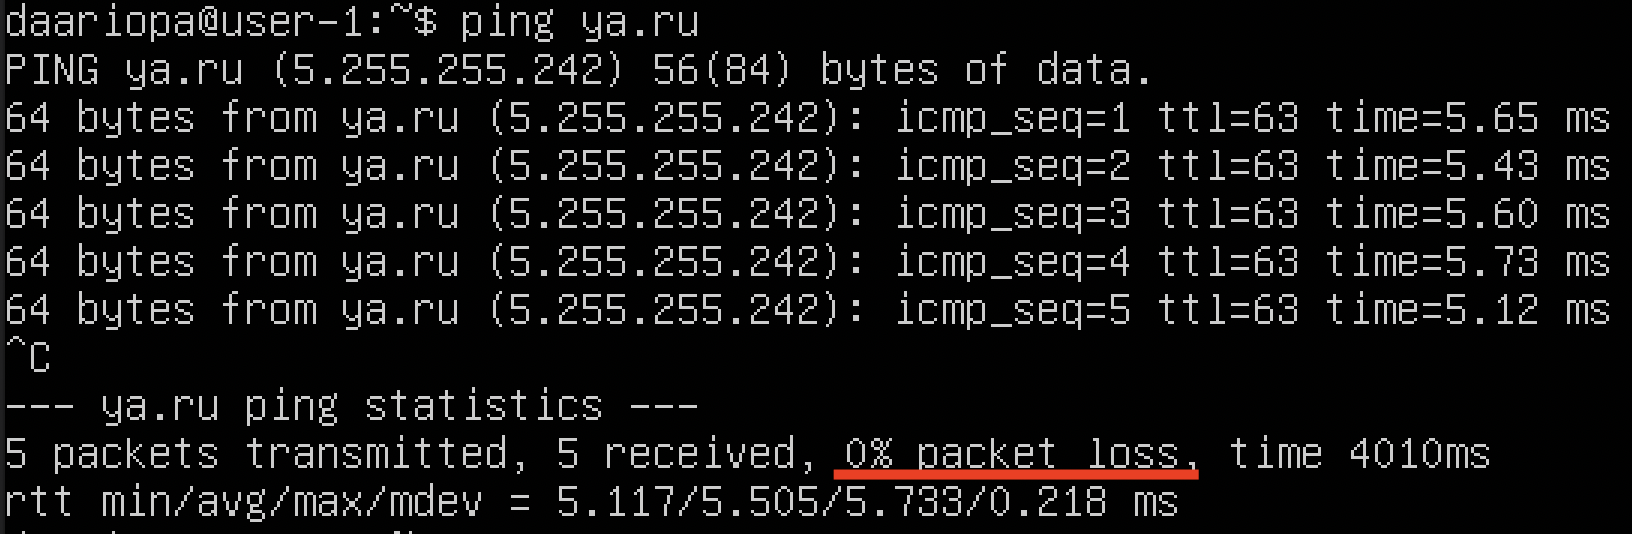 daariopa@user-1:~$ ping ya.ru
PING ya.ru (5.255.255.242) 56(84) bytes of data.
64 bytes from ya.ru (5.255.255.242): icmp_seq=1 ttl=63 time=5.65 ms
64 bytes from ya.ru (5.255.255.242): icmp_seq=2 ttl=63 time=5.43 ms
64 bytes from ya.ru (5.255.255.242): icmp_seq=3 ttl=63 time=5.60 ms
64 bytes from ya.ru (5.255.255.242): icmp_seq=4 ttl=63 time=5.73 ms
64 bytes from ya.ru (5.255.255.242): icmp_seq=5 ttl=63 time=5.12 ms
^C
--- ya.ru ping statistics ---
5 packets transmitted, 5 received, 0% packet loss, time 4010ms
rtt min/avg/max/mdev = 5.117/5.505/5.733/0.218 ms